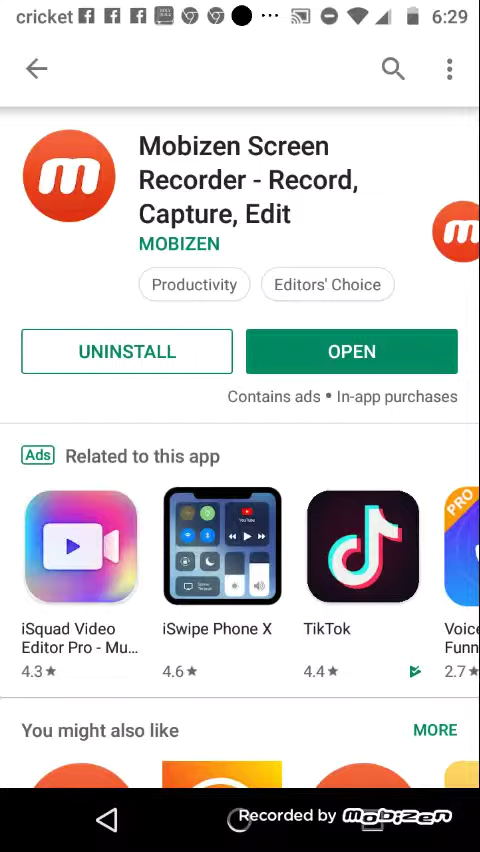 cricket 6:29
Mobizen Screen
Recorder - Record,
Capture, Edit
MOBIZEN
Productivity Editors' Choice
UNINSTALL OPEN
Contains ads • In-app purchases
Ads Related to this app
YouTube
PRO
iSquad Video
Editor Pro - Mu...
4.3★
iSwipe Phone X
4.6★
TikTok
4.4★
Voice
Funn
2.7★
You might also like MORE
Recorded by Mobizen